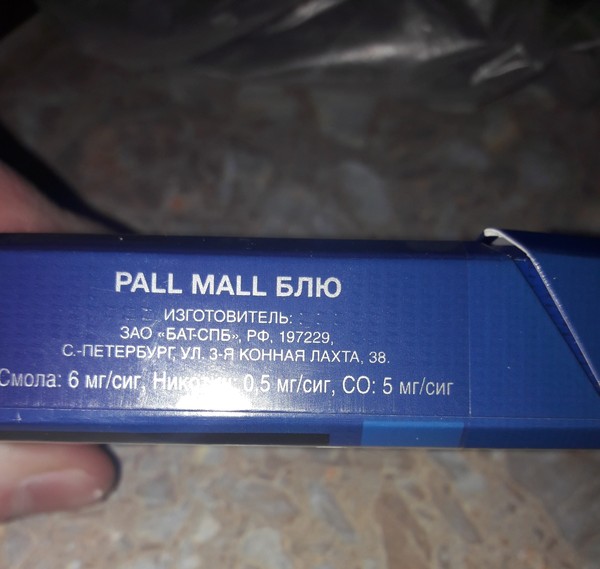 PALL MALL БЛЮ
ИЗГОТОВИТЕЛЬ:
ЗАО «БАТ-СПБ», РФ, 197229,
С.-ПЕТЕРБУРГ, УЛ. 3-Я КОННАЯ ЛАХТА, 38.
Смола: 6 мг/сиг, Никотин: 0,5 мг/сиг, СО: 5 мг/сиг